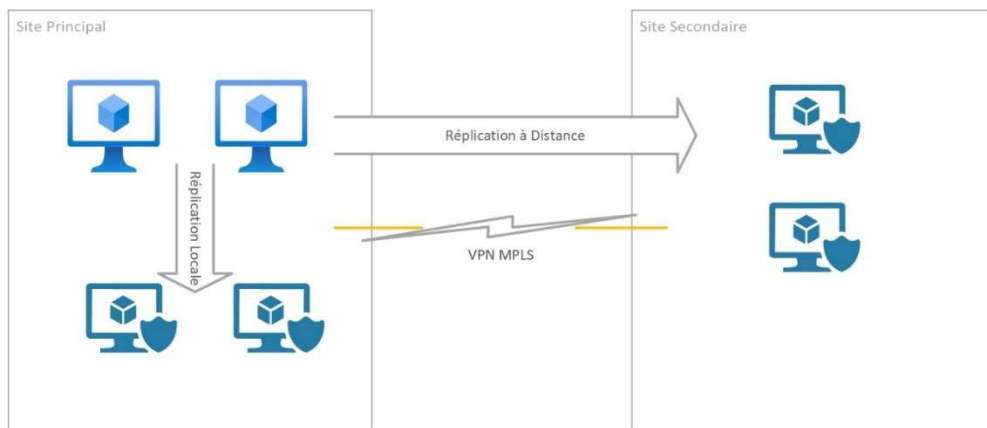 Site Principal
Site Secondaire
Réplication à Distance
Réplication Locale
VPN MPLS